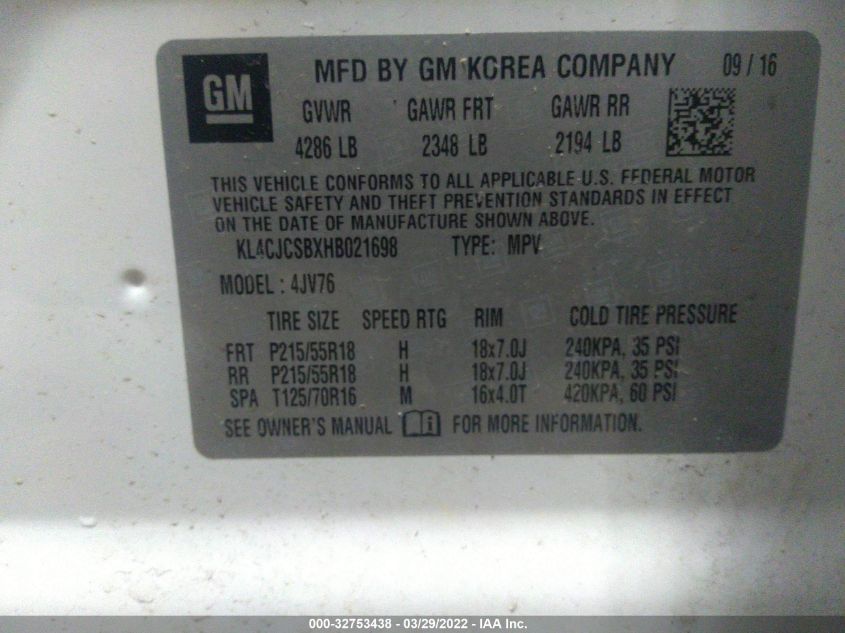 GM
MFD BY GM KOREA COMPANY 09 / 16
GVWR GAWR FRT GAWR RR
4286 LB 2348 LB 2194 LB
THIS VEHICLE CONFORMS TO ALL APPLICABLE U.S. FEDERAL MOTOR
VEHICLE SAFETY AND THEFT PREVENTION STANDARDS IN EFFECT
ON THE DATE OF MANUFACTURE SHOWN ABOVE.
KL4CJCSBXHB021698 TYPE: MPV
MODEL : 4JV76
TIRE SIZE SPEED RTG RIM COLD TIRE PRESSURE
FRT P215/55R18 H 18x7.0J 240KPA, 35 PSI
RR P215/55R18 H 18x7.0J 240KPA, 35 PSI
SPA T125/70R16 M 16x4.0T 420KPA, 60 PSI
SEE OWNER'S MANUAL i FOR MORE INFORMATION.
000-32753438 - 03/29/2022 - IAA Inc.